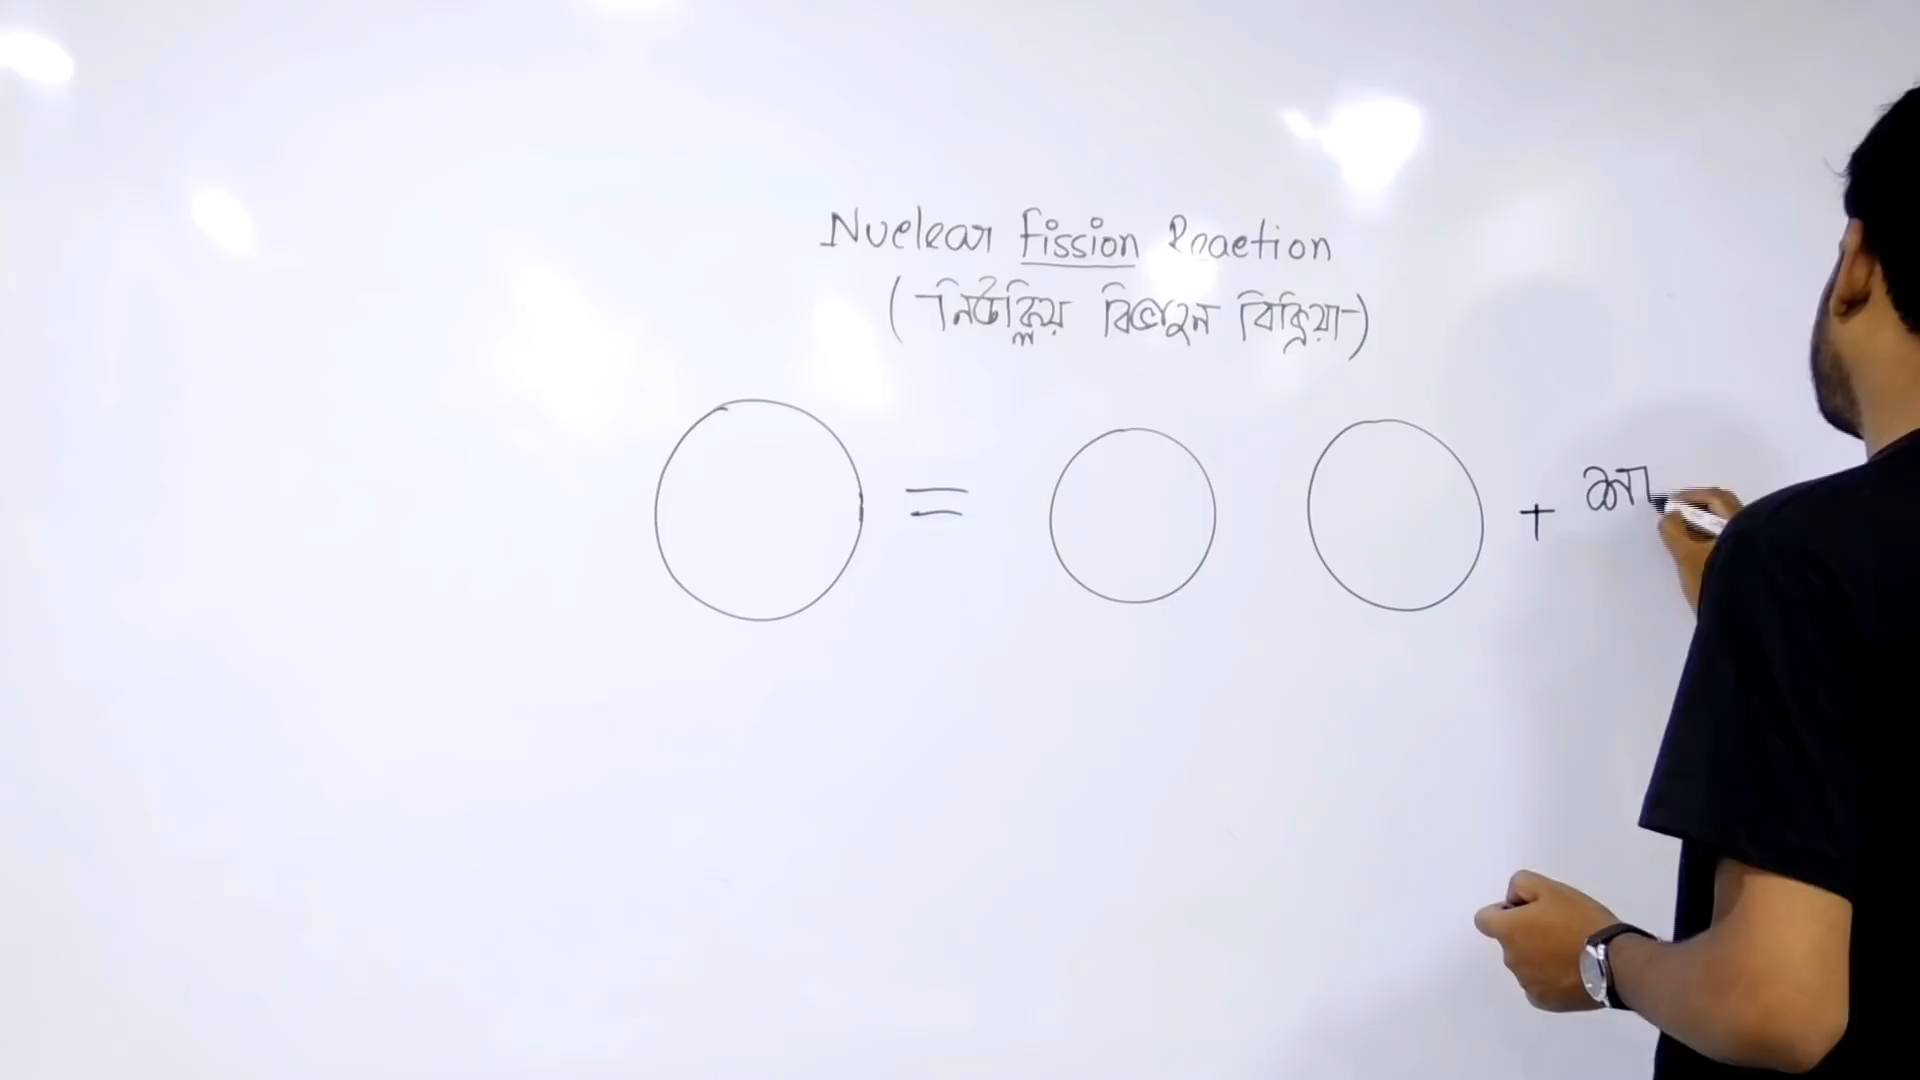 Nuclear fission Reaction
(নিউক্লিয় বিভাজন বিক্রিয়া)
= +